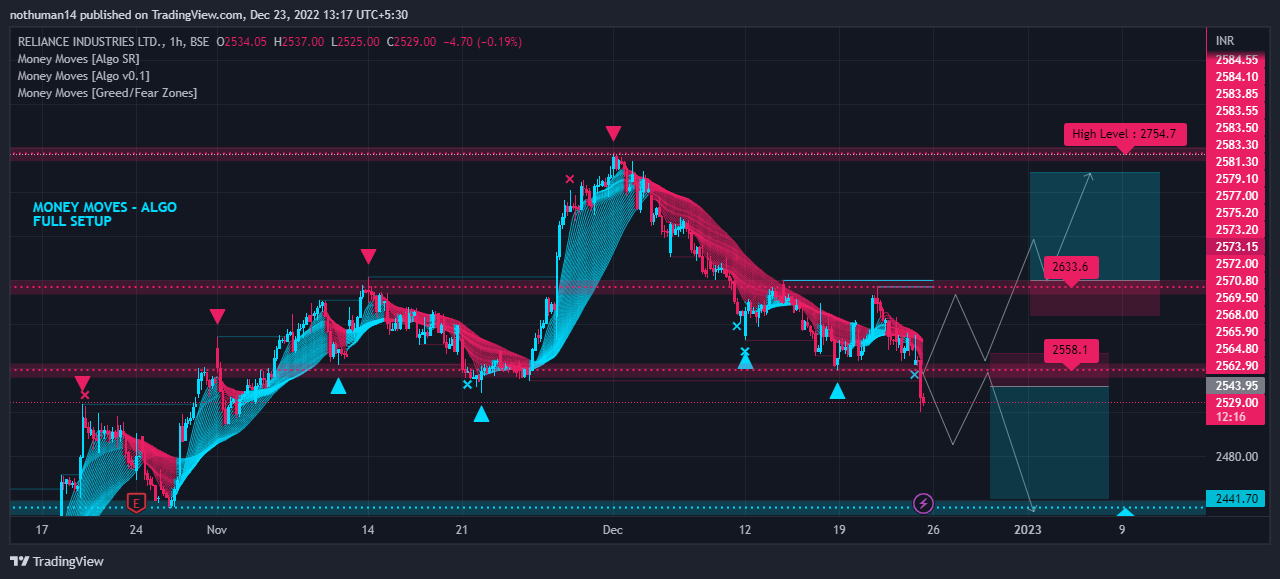 nothuman14 published on TradingView.com, Dec 23, 2022 13:17 UTC+5:30
RELIANCE INDUSTRIES LTD., 1h, BSE O2534.05 H2537.00 L2525.00 C2529.00 −4.70 (−0.19%)
Money Moves [Algo SR]
Money Moves [Algo v0.1]
Money Moves [Greed/Fear Zones]
INR
2584.55
2584.10
2583.85
2583.55
2583.50
2583.30
2581.30
2579.10
2577.00
2575.20
2573.20
2573.15
2572.00
2570.80
2569.50
2568.00
2565.90
2564.80
2562.90
2543.95
2529.00
12:16
2480.00
2441.70
High Level : 2754.7
MONEY MOVES - ALGO
FULL SETUP
2633.6
2558.1
E
17 24 Nov 14 21 Dec 12 19 26 2023 9
TradingView